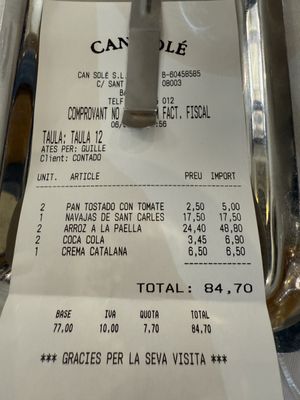 CAN SOLÉ
CAN SOLÉ S.L. B-60458585
C/ SANT 08003
TELF 012
COMPROVANT NO FACT. FISCAL
TAULA: TAULA 12
ATES PER: GUILLE
Client: CONTADO
UNIT. ARTICLE PREU IMPORT
2 PAN TOSTADO CON TOMATE 2,50 5,00
1 NAVAJAS DE SANT CARLES 17,50 17,50
2 ARROZ A LA PAELLA 24,40 48,80
2 COCA COLA 3,45 6,90
1 CREMA CATALANA 6,50 6,50
TOTAL: 84,70
BASE IVA QUOTA TOTAL
77,00 10,00 7,70 84,70
*** GRACIES PER LA SEVA VISITA ***